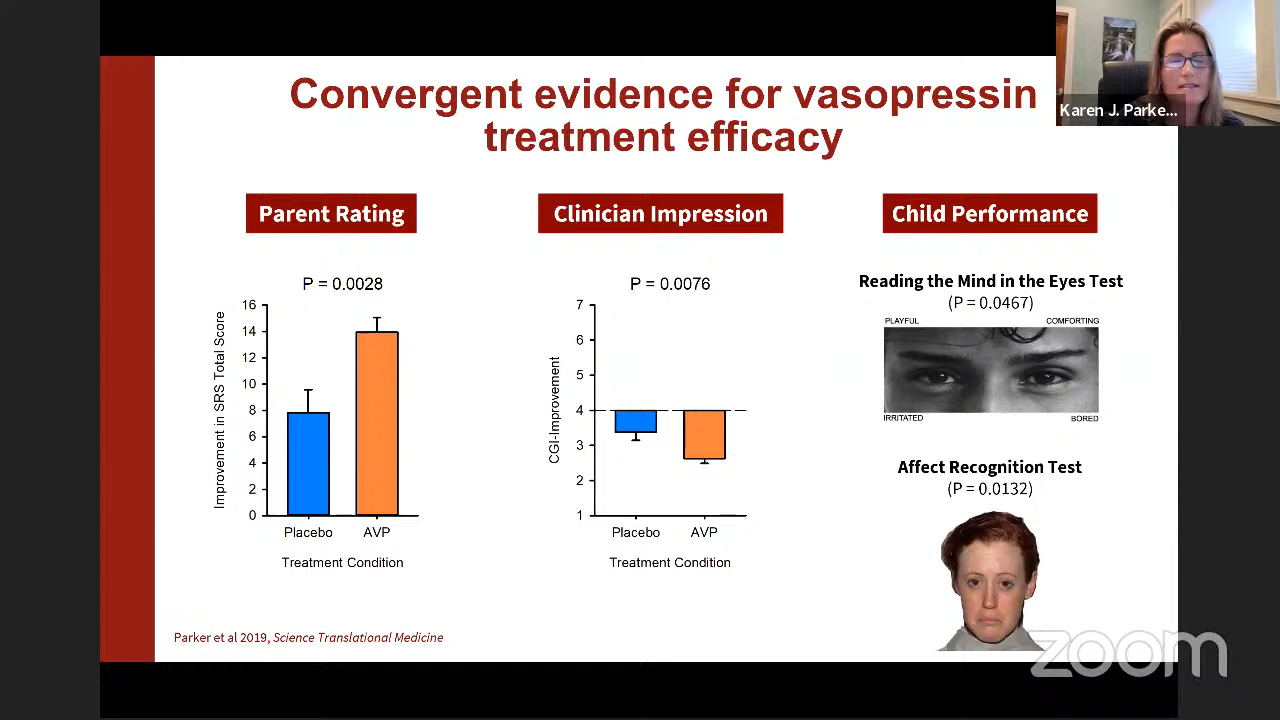 Convergent evidence for vasopressin
treatment efficacy
Karen J. Parke...
Parent Rating
P = 0.0028
Improvement in SRS Total Score
16
14
12
10
8
6
4
2
0
Placebo
AVP
Treatment Condition
Clinician Impression
P = 0.0076
CGI-Improvement
7
6
5
4
3
2
1
Placebo
AVP
Treatment Condition
Child Performance
Reading the Mind in the Eyes Test
(P = 0.0467)
PLAYFUL
COMFORTING
IRRITATED
BORED
Affect Recognition Test
(P = 0.0132)
Parker et al 2019, Science Translational Medicine
zoom